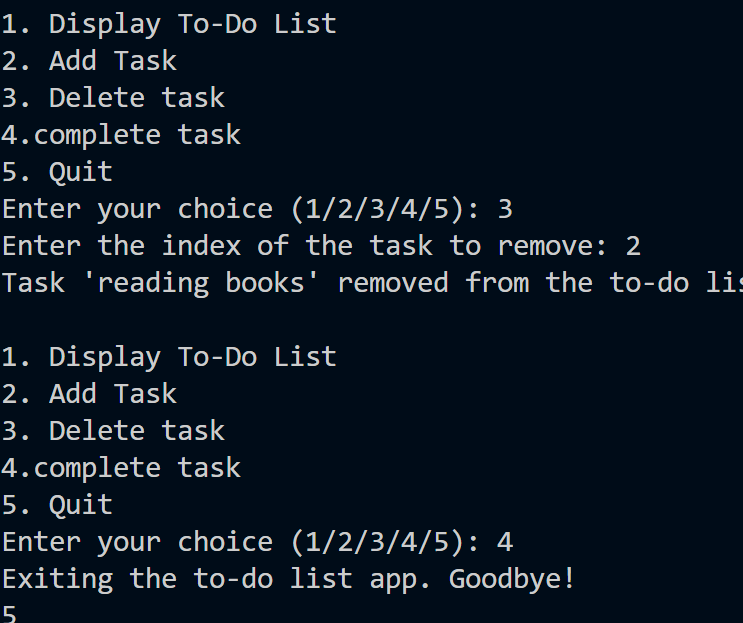 1. Display To-Do List
2. Add Task
3. Delete task
4.complete task
5. Quit
Enter your choice (1/2/3/4/5): 3
Enter the index of the task to remove: 2
Task 'reading books' removed from the to-do
1. Display To-Do List
2. Add Task
3. Delete task
4.complete task
5. Quit
Enter your choice (1/2/3/4/5): 4
Exiting the to-do list app. Goodbye!
5